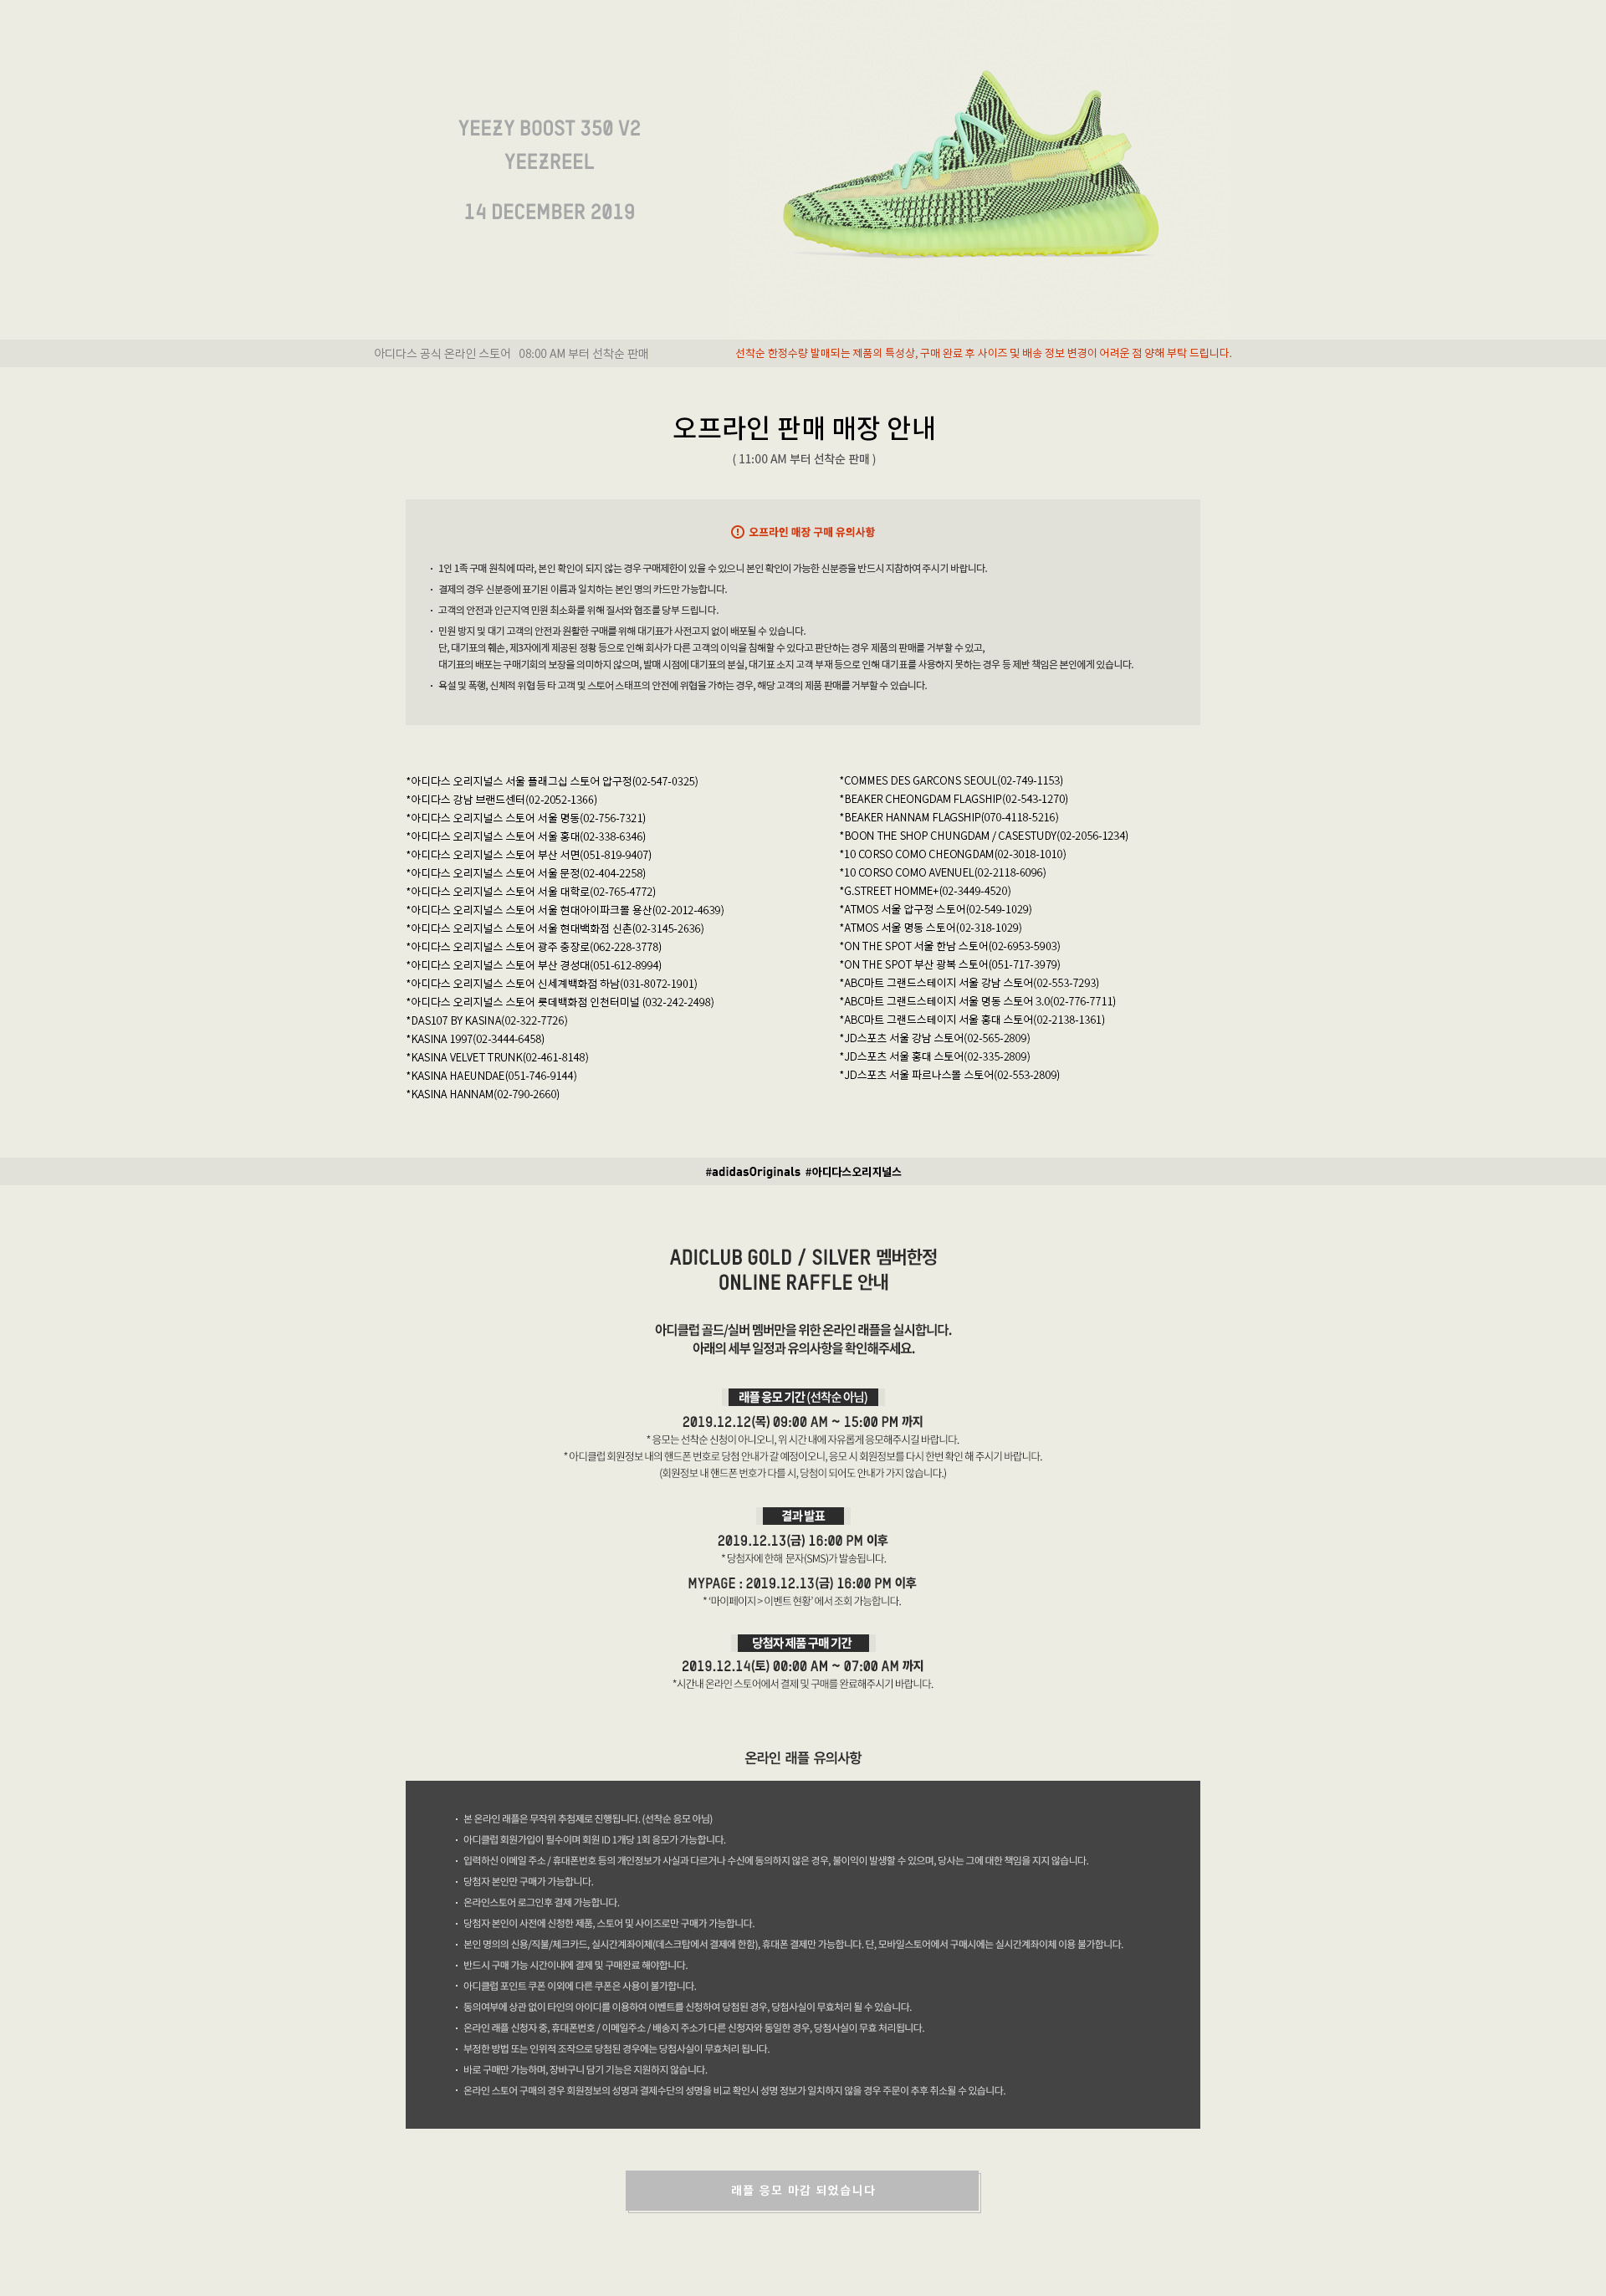 YEEZY BOOST 350 V2
YEEZREEL
14 DECEMBER 2019
아디다스 공식 온라인 스토어 08:00 AM 부터 선착순 판매
선착순 한정수량 발매되는 제품의 특성상, 구매 완료 후 사이즈 및 배송 정보 변경이 어려운 점 양해 부탁 드립니다.
오프라인 판매 매장 안내
( 11:00 AM 부터 선착순 판매 )
오프라인 매장 구매 유의사항
· 1인 1족 구매 원칙에 따라, 본인 확인이 되지 않는 경우 구매제한이 있을 수 있으니 본인 확인이 가능한 신분증을 반드시 지참하여 주시기 바랍니다.
· 결제의 경우 신분증에 표기된 이름과 일치하는 본인 명의 카드만 가능합니다.
· 고객의 안전과 인근지역 민원 최소화를 위해 질서와 협조를 당부 드립니다.
· 민원 방지 및 대기 고객의 안전과 원활한 구매를 위해 대기표가 사전고지 없이 배포될 수 있습니다.
단, 대기표의 훼손, 제3자에게 제공된 정황 등으로 인해 회사가 다른 고객의 이익을 침해할 수 있다고 판단하는 경우 제품의 판매를 거부할 수 있고,
대기표의 배포는 구매기회의 보장을 의미하지 않으며, 발매 시점에 대기표의 분실, 대기표 소지 고객 부재 등으로 인해 대기표를 사용하지 못하는 경우 등 제반 책임은 본인에게 있습니다.
· 욕설 및 폭행, 신체적 위협 등 타 고객 및 스토어 스태프의 안전에 위협을 가하는 경우, 해당 고객의 제품 판매를 거부할 수 있습니다.
*아디다스 오리지널스 서울 플래그십 스토어 압구정(02-547-0325)
*아디다스 강남 브랜드센터(02-2052-1366)
*아디다스 오리지널스 스토어 서울 명동(02-756-7321)
*아디다스 오리지널스 스토어 서울 홍대(02-338-6346)
*아디다스 오리지널스 스토어 부산 서면(051-819-9407)
*아디다스 오리지널스 스토어 서울 문정(02-404-2258)
*아디다스 오리지널스 스토어 서울 대학로(02-765-4772)
*아디다스 오리지널스 스토어 서울 현대아이파크몰 용산(02-2012-4639)
*아디다스 오리지널스 스토어 서울 현대백화점 신촌(02-3145-2636)
*아디다스 오리지널스 스토어 광주 충장로(062-228-3778)
*아디다스 오리지널스 스토어 부산 경성대(051-612-8994)
*아디다스 오리지널스 스토어 신세계백화점 하남(031-8072-1901)
*아디다스 오리지널스 스토어 롯데백화점 인천터미널 (032-242-2498)
*DAS107 BY KASINA(02-322-7726)
*KASINA 1997(02-3444-6458)
*KASINA VELVET TRUNK(02-461-8148)
*KASINA HAEUNDAE(051-746-9144)
*KASINA HANNAM(02-790-2660)
*COMMES DES GARCONS SEOUL(02-749-1153)
*BEAKER CHEONGDAM FLAGSHIP(02-543-1270)
*BEAKER HANNAM FLAGSHIP(070-4118-5216)
*BOON THE SHOP CHUNGDAM / CASESTUDY(02-2056-1234)
*10 CORSO COMO CHEONGDAM(02-3018-1010)
*10 CORSO COMO AVENUEL(02-2118-6096)
*G.STREET HOMME+(02-3449-4520)
*ATMOS 서울 압구정 스토어(02-549-1029)
*ATMOS 서울 명동 스토어(02-318-1029)
*ON THE SPOT 서울 한남 스토어(02-6953-5903)
*ON THE SPOT 부산 광복 스토어(051-717-3979)
*ABC마트 그랜드스테이지 서울 강남 스토어(02-553-7293)
*ABC마트 그랜드스테이지 서울 명동 스토어 3.0(02-776-7711)
*ABC마트 그랜드스테이지 서울 홍대 스토어(02-2138-1361)
*JD스포츠 서울 강남 스토어(02-565-2809)
*JD스포츠 서울 홍대 스토어(02-335-2809)
*JD스포츠 서울 파르나스몰 스토어(02-553-2809)
#adidasOriginals #아디다스오리지널스
ADICLUB GOLD / SILVER 멤버한정
ONLINE RAFFLE 안내
아디클럽 골드/실버 멤버만을 위한 온라인 래플을 실시합니다.
아래의 세부 일정과 유의사항을 확인해주세요.
래플 응모 기간 (선착순 아님)
2019.12.12(목) 09:00 AM ~ 15:00 PM 까지
* 응모는 선착순 신청이 아니오니, 위 시간 내에 자유롭게 응모해주시길 바랍니다.
* 아디클럽 회원정보 내의 핸드폰 번호로 당첨 안내가 갈 예정이오니, 응모 시 회원정보를 다시 한번 확인 해 주시기 바랍니다.
(회원정보 내 핸드폰 번호가 다를 시, 당첨이 되어도 안내가 가지 않습니다.)
결과 발표
2019.12.13(금) 16:00 PM 이후
* 당첨자에 한해 문자(SMS)가 발송됩니다.
MYPAGE : 2019.12.13(금) 16:00 PM 이후
* ‘마이페이지 > 이벤트 현황’ 에서 조회 가능합니다.
당첨자 제품 구매 기간
2019.12.14(토) 00:00 AM ~ 07:00 AM 까지
*시간내 온라인 스토어에서 결제 및 구매를 완료해주시기 바랍니다.
온라인 래플 유의사항
· 본 온라인 래플은 무작위 추첨제로 진행됩니다. (선착순 응모 아님)
· 아디클럽 회원가입이 필수이며 회원 ID 1개당 1회 응모가 가능합니다.
· 입력하신 이메일 주소 / 휴대폰번호 등의 개인정보가 사실과 다르거나 수신에 동의하지 않은 경우, 불이익이 발생할 수 있으며, 당사는 그에 대한 책임을 지지 않습니다.
· 당첨자 본인만 구매가 가능합니다.
· 온라인스토어 로그인후 결제 가능합니다.
· 당첨자 본인이 사전에 신청한 제품, 스토어 및 사이즈로만 구매가 가능합니다.
· 본인 명의의 신용/직불/체크카드, 실시간계좌이체(데스크탑에서 결제에 한함), 휴대폰 결제만 가능합니다. 단, 모바일스토어에서 구매시에는 실시간계좌이체 이용 불가합니다.
· 반드시 구매 가능 시간이내에 결제 및 구매완료 해야합니다.
· 아디클럽 포인트 쿠폰 이외에 다른 쿠폰은 사용이 불가합니다.
· 동의여부에 상관 없이 타인의 아이디를 이용하여 이벤트를 신청하여 당첨된 경우, 당첨사실이 무효처리 될 수 있습니다.
· 온라인 래플 신청자 중, 휴대폰번호 / 이메일주소 / 배송지 주소가 다른 신청자와 동일한 경우, 당첨사실이 무효 처리됩니다.
· 부정한 방법 또는 인위적 조작으로 당첨된 경우에는 당첨사실이 무효처리 됩니다.
· 바로 구매만 가능하며, 장바구니 담기 기능은 지원하지 않습니다.
· 온라인 스토어 구매의 경우 회원정보의 성명과 결제수단의 성명을 비교 확인시 성명 정보가 일치하지 않을 경우 주문이 추후 취소될 수 있습니다.
래플 응모 마감 되었습니다